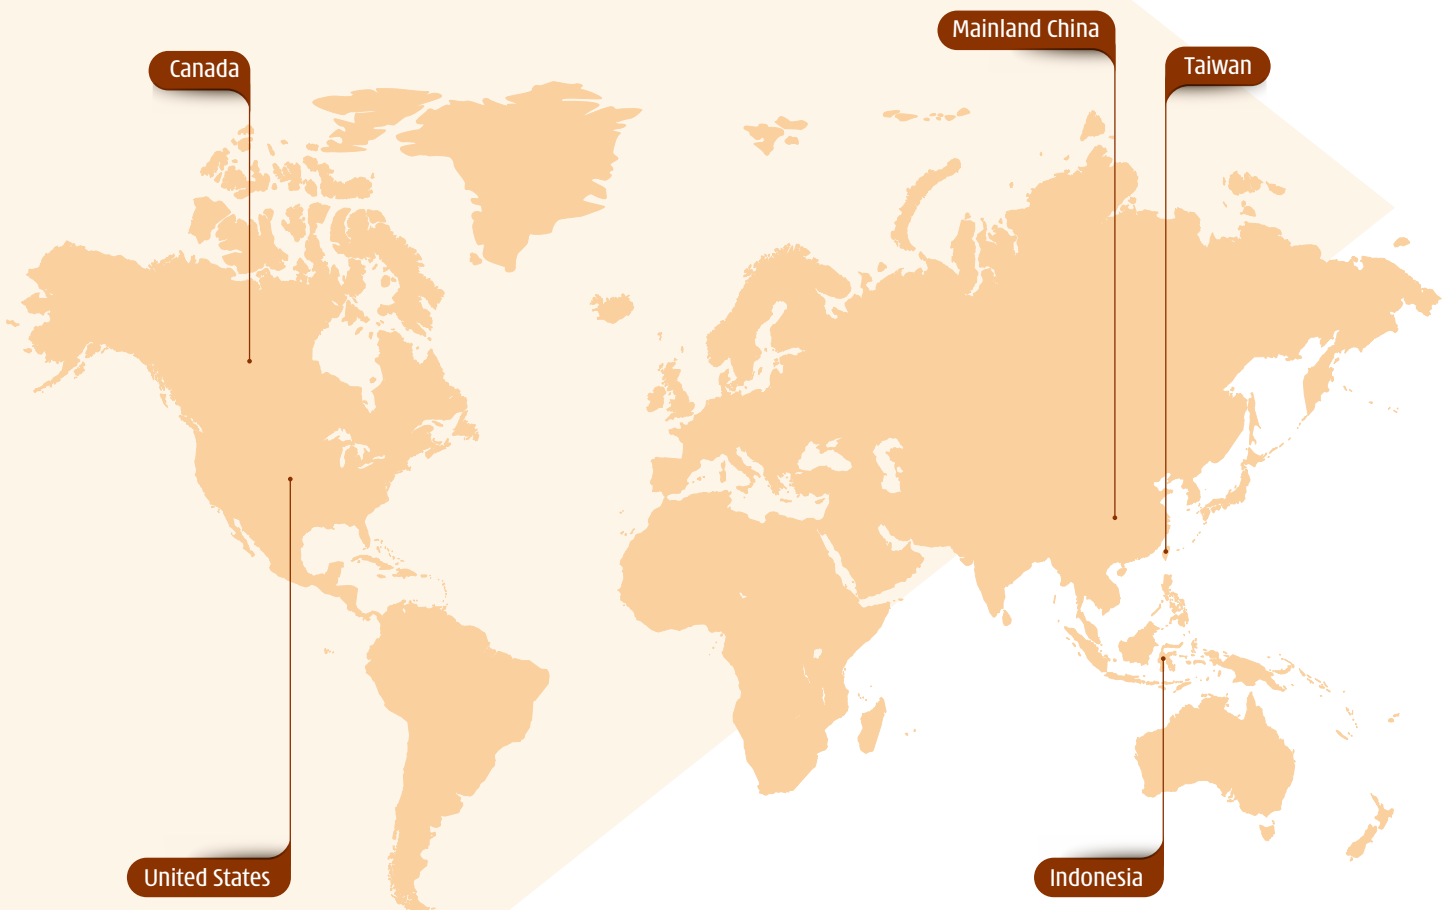 Mainland China
Canada
Taiwan
United States
Indonesia